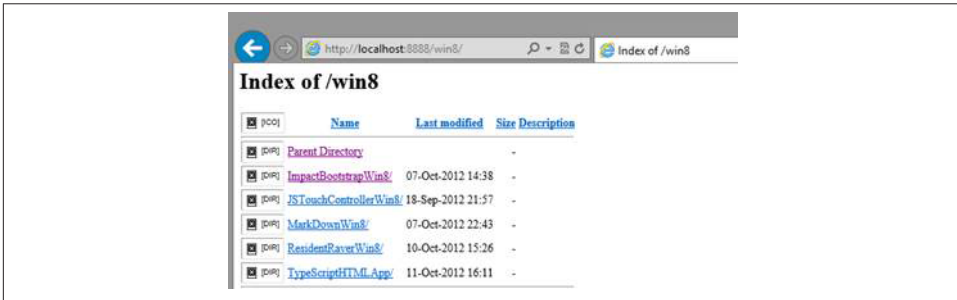 http://localhost:8888/win8/
Index of /win8
Index of /win8
[ICO] Name Last modified Size Description
[DIR] Parent Directory -
[DIR] ImpactBootstrapWin8/ 07-Oct-2012 14:38 -
[DIR] JSTouchControllerWin8/ 18-Sep-2012 21:57 -
[DIR] MarkDownWin8/ 07-Oct-2012 22:43 -
[DIR] ResidentRaverWin8/ 10-Oct-2012 15:26 -
[DIR] TypeScriptHTMLApp/ 11-Oct-2012 16:11 -